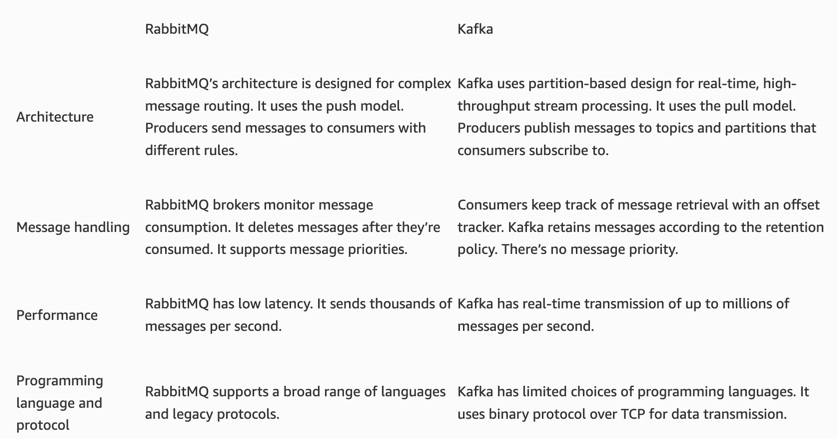 RabbitMQ
Kafka
Architecture
RabbitMQ’s architecture is designed for complex
message routing. It uses the push model.
Producers send messages to consumers with
different rules.
Kafka uses partition-based design for real-time, high-
throughput stream processing. It uses the pull model.
Producers publish messages to topics and partitions that
consumers subscribe to.
Message handling
RabbitMQ brokers monitor message
consumption. It deletes messages after they’re
consumed. It supports message priorities.
Consumers keep track of message retrieval with an offset
tracker. Kafka retains messages according to the retention
policy. There’s no message priority.
Performance
RabbitMQ has low latency. It sends thousands of
messages per second.
Kafka has real-time transmission of up to millions of
messages per second.
Programming
language and
protocol
RabbitMQ supports a broad range of languages
and legacy protocols.
Kafka has limited choices of programming languages. It
uses binary protocol over TCP for data transmission.